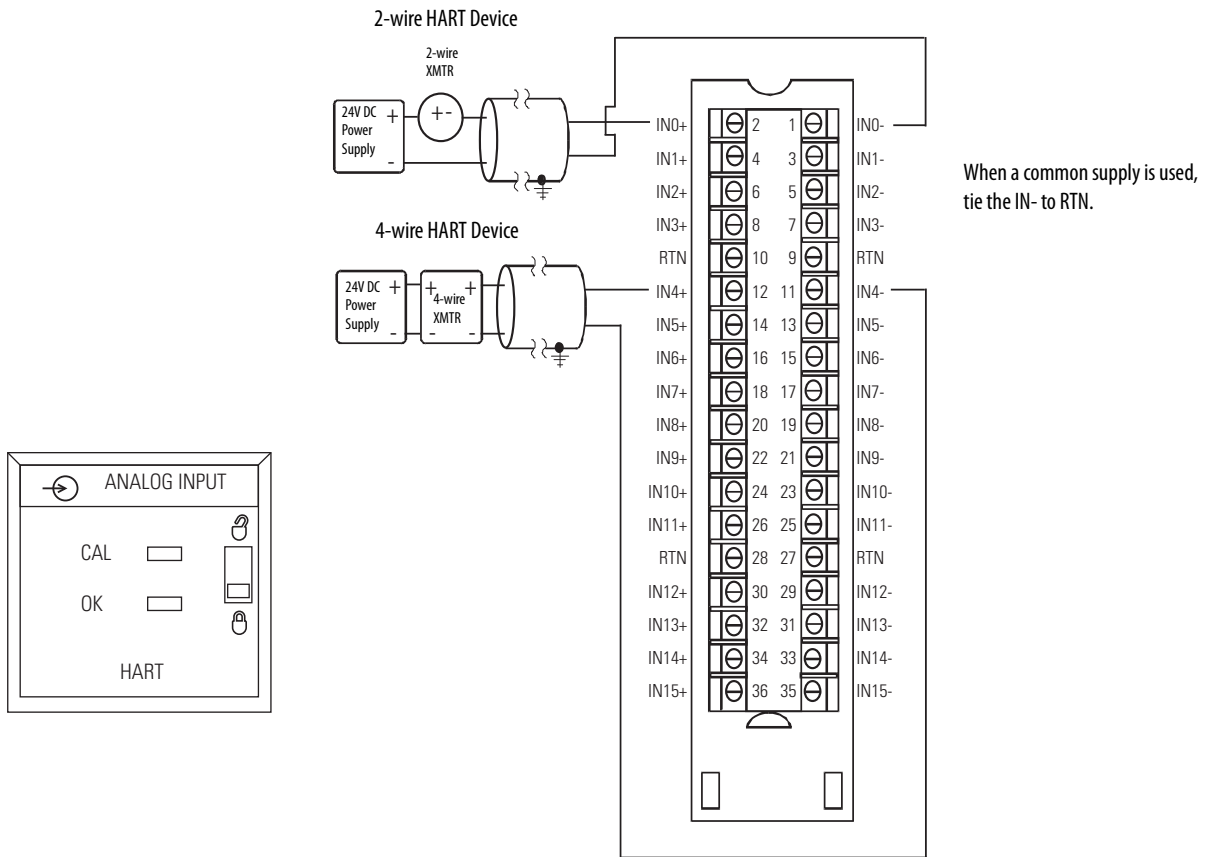 2-wire HART Device
2-wire
XMTR
24V DC
Power
Supply
+
-
+ -
4-wire HART Device
24V DC
Power
Supply
+
-
+ +
4-wire
XMTR
- -
When a common supply is used,
tie the IN- to RTN.
IN0+ 2 1 IN0-
IN1+ 4 3 IN1-
IN2+ 6 5 IN2-
IN3+ 8 7 IN3-
RTN 10 9 RTN
IN4+ 12 11 IN4-
IN5+ 14 13 IN5-
IN6+ 16 15 IN6-
IN7+ 18 17 IN7-
IN8+ 20 19 IN8-
IN9+ 22 21 IN9-
IN10+ 24 23 IN10-
IN11+ 26 25 IN11-
RTN 28 27 RTN
IN12+ 30 29 IN12-
IN13+ 32 31 IN13-
IN14+ 34 33 IN14-
IN15+ 36 35 IN15-
ANALOG INPUT
CAL
OK
HART